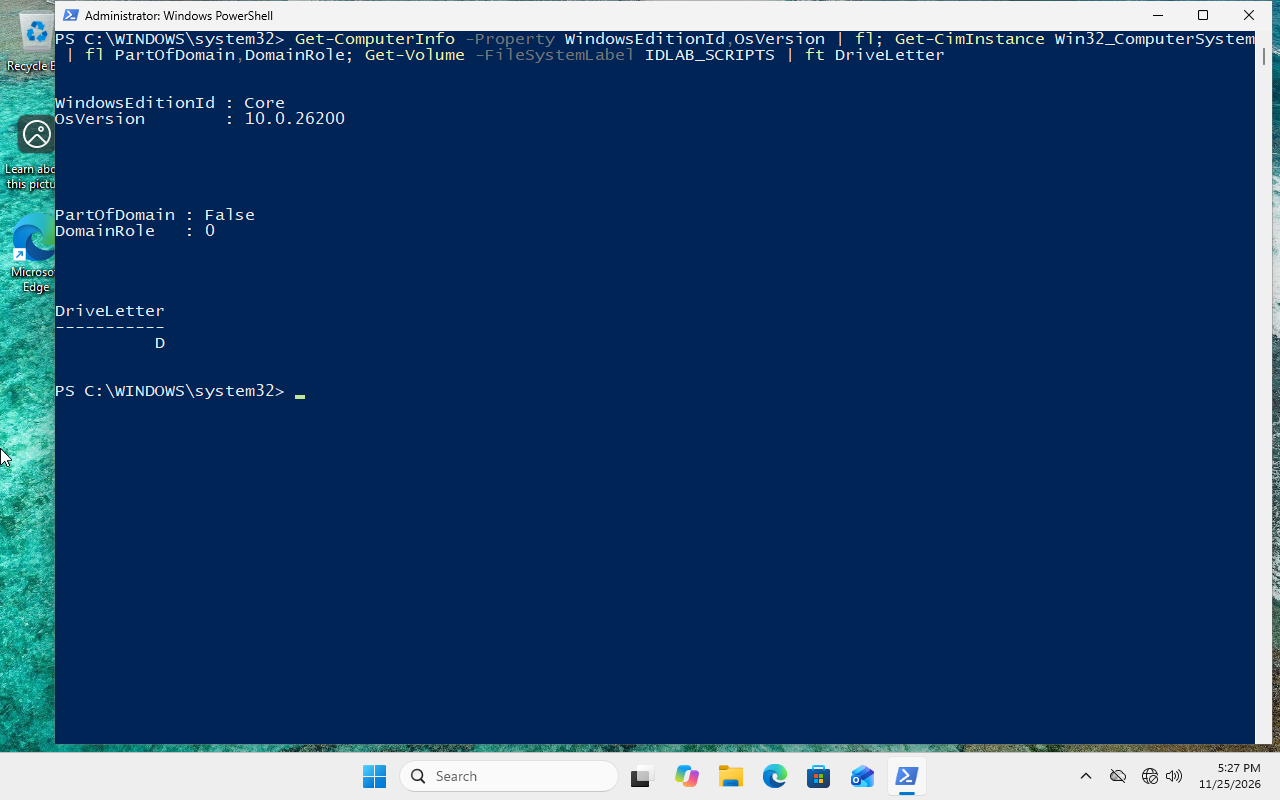 Administrator: Windows PowerShell
PS C:\WINDOWS\system32> Get-ComputerInfo -Property WindowsEditionId,OsVersion | fl; Get-CimInstance Win32_ComputerSystem
| fl PartOfDomain,DomainRole; Get-Volume -FileSystemLabel IDLAB_SCRIPTS | ft DriveLetter
WindowsEditionId : Core
OsVersion : 10.0.26200
PartOfDomain : False
DomainRole : 0
DriveLetter
-----------
D
PS C:\WINDOWS\system32>
Recycle B
Learn abo
this pictu
Microso
Edge
Search
5:27 PM
11/25/2026